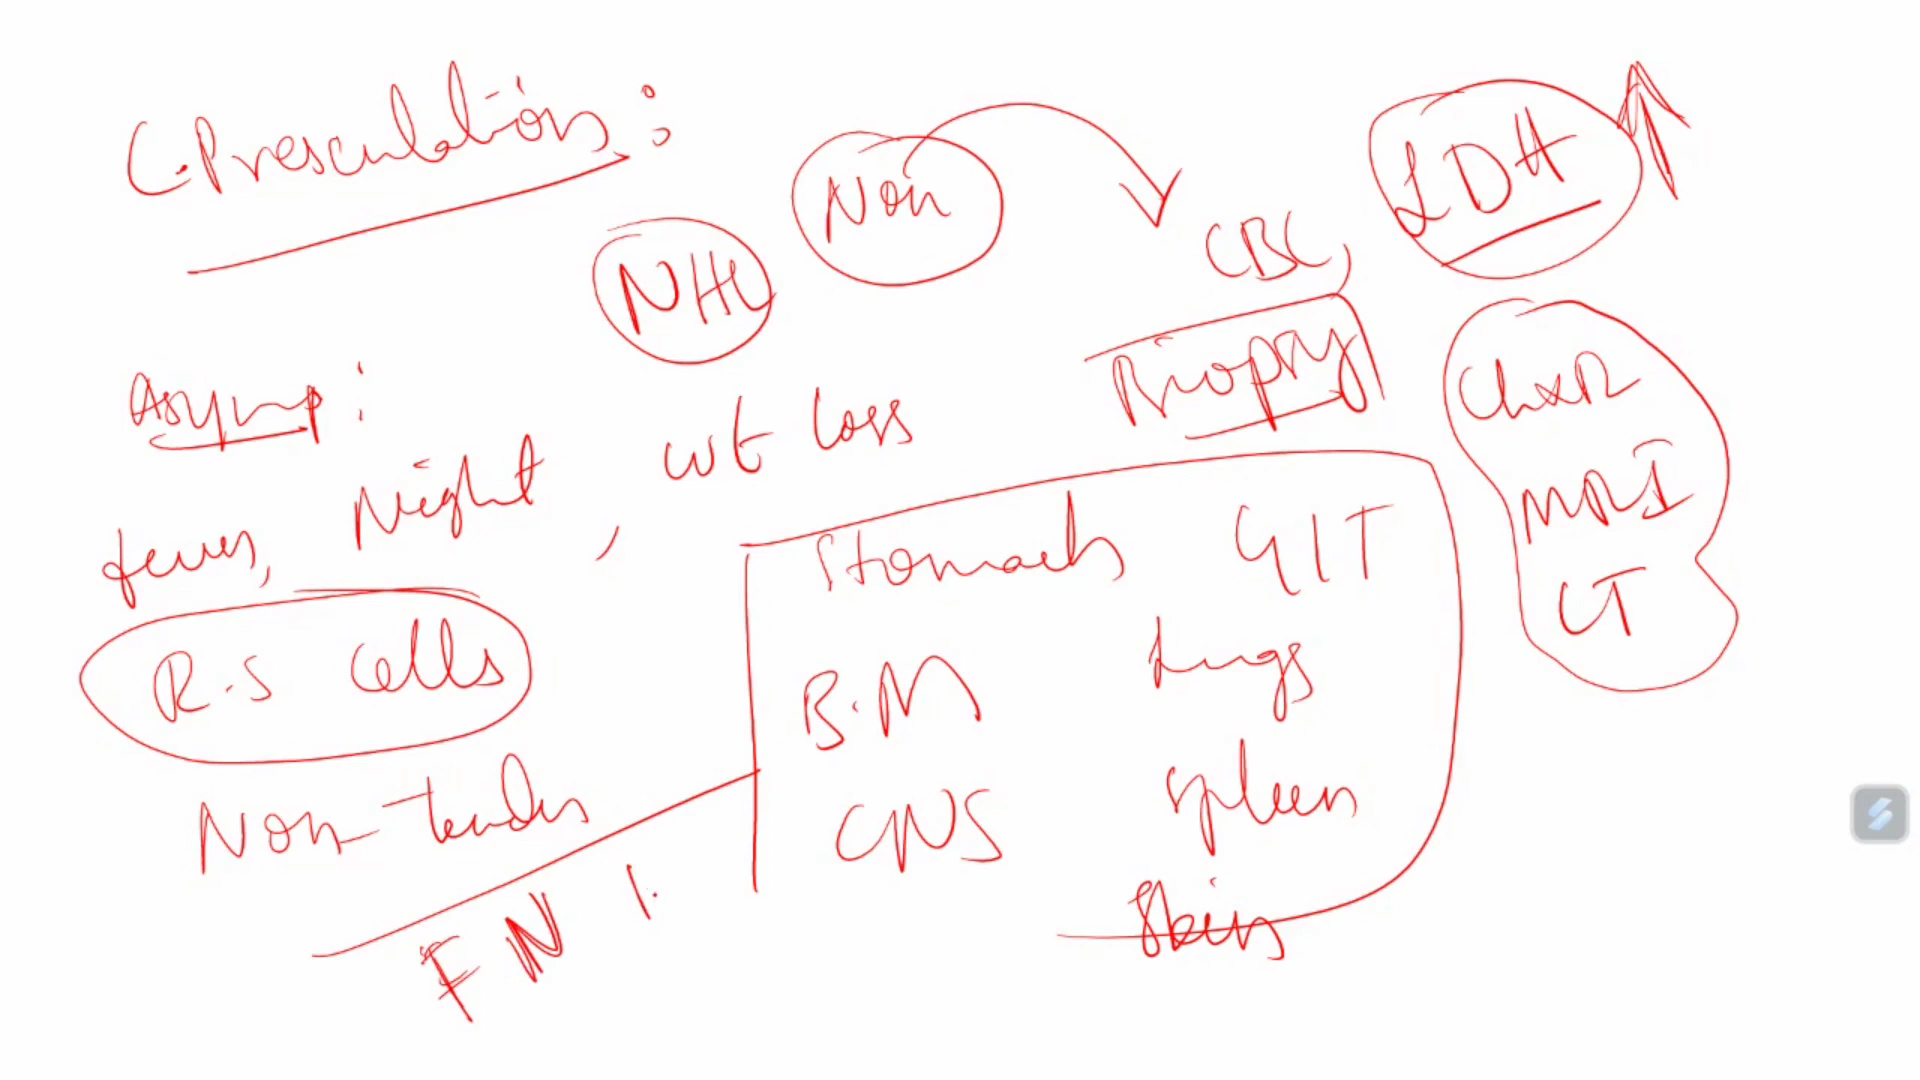 C.Presentation:
Non
LDH ↑
NHL
CBC,
Biopsy
ChxR
MRI
CT
Asymp:
fever, Night, wt loss
R.S cells
Non-tender
Stomach GIT
B.M Lungs
CNS spleen
Skin